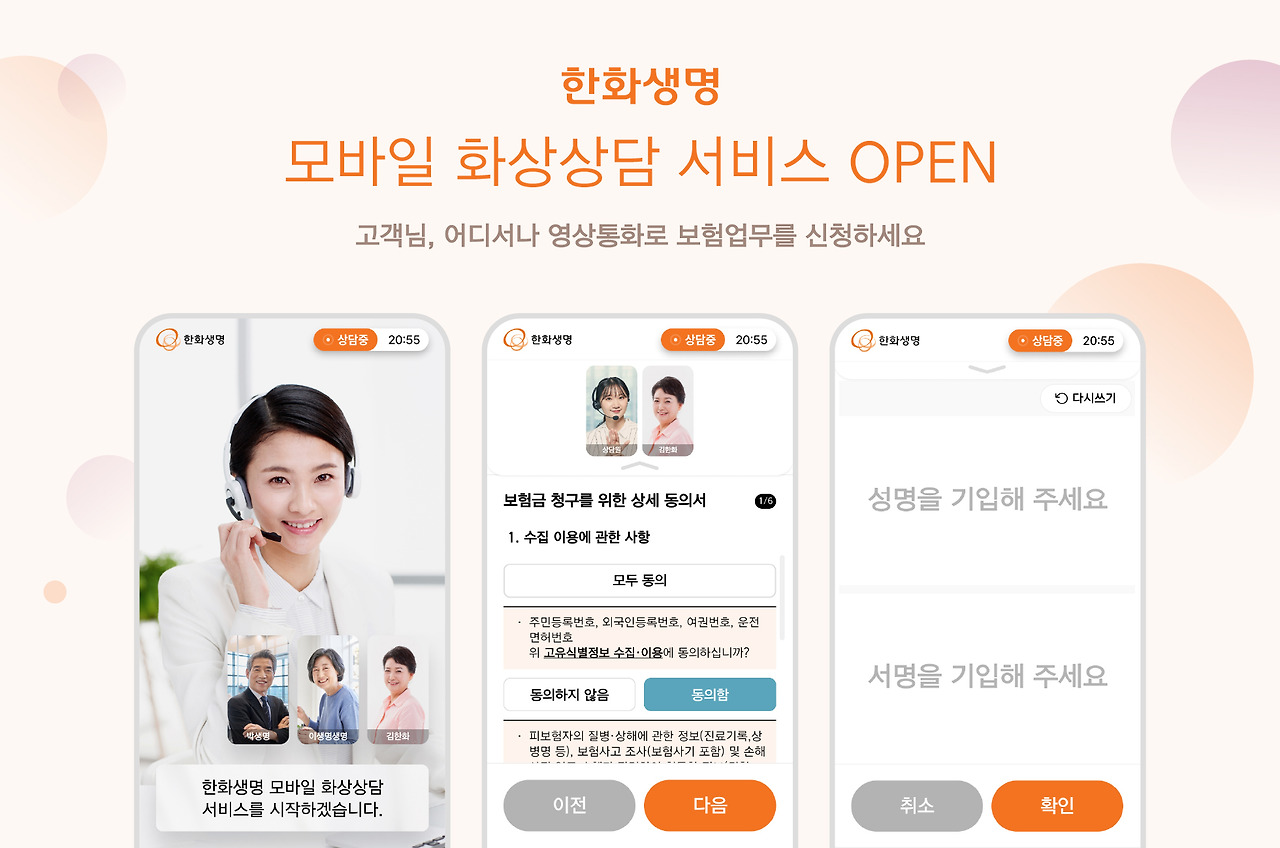 한화생명
모바일 화상상담 서비스 OPEN
고객님, 어디서나 영상통화로 보험업무를 신청하세요
한화생명
상담중
20:55
박생명
이생명생명
김한화
한화생명 모바일 화상상담
서비스를 시작하겠습니다.
한화생명
상담중
20:55
상담원
김한화
보험금 청구를 위한 상세 동의서
1/6
1. 수집 이용에 관한 사항
모두 동의
· 주민등록번호, 외국인등록번호, 여권번호, 운전
면허번호
위 고유식별정보 수집·이용에 동의하십니까?
동의하지 않음
동의함
· 피보험자의 질병·상해에 관한 정보(진료기록,상
병명 등), 보험사고 조사(보험사기 포함) 및 손해
이전
다음
한화생명
상담중
20:55
다시쓰기
성명을 기입해 주세요
서명을 기입해 주세요
취소
확인